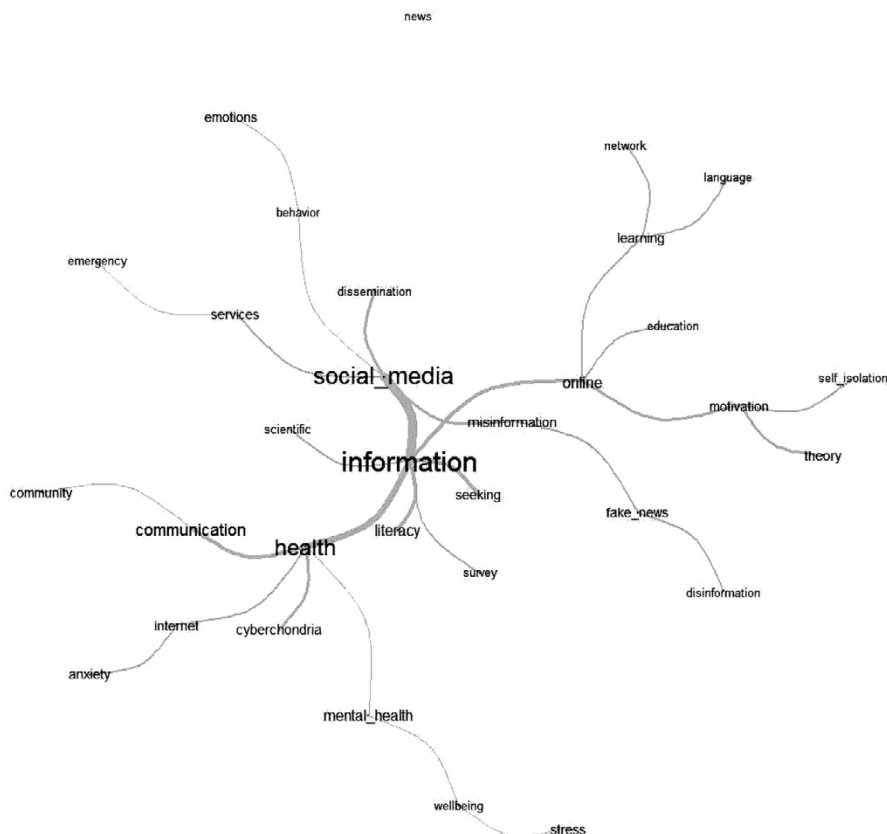 news
emotions
network
language
behavior
learning
emergency
dissemination
services
education
social_media
online
self_isolation
motivation
misinformation
scientific
theory
information
seeking
community
fake_news
communication
literacy
health
survey
disinformation
internet
cyberchondria
anxiety
mental_health
wellbeing
stress